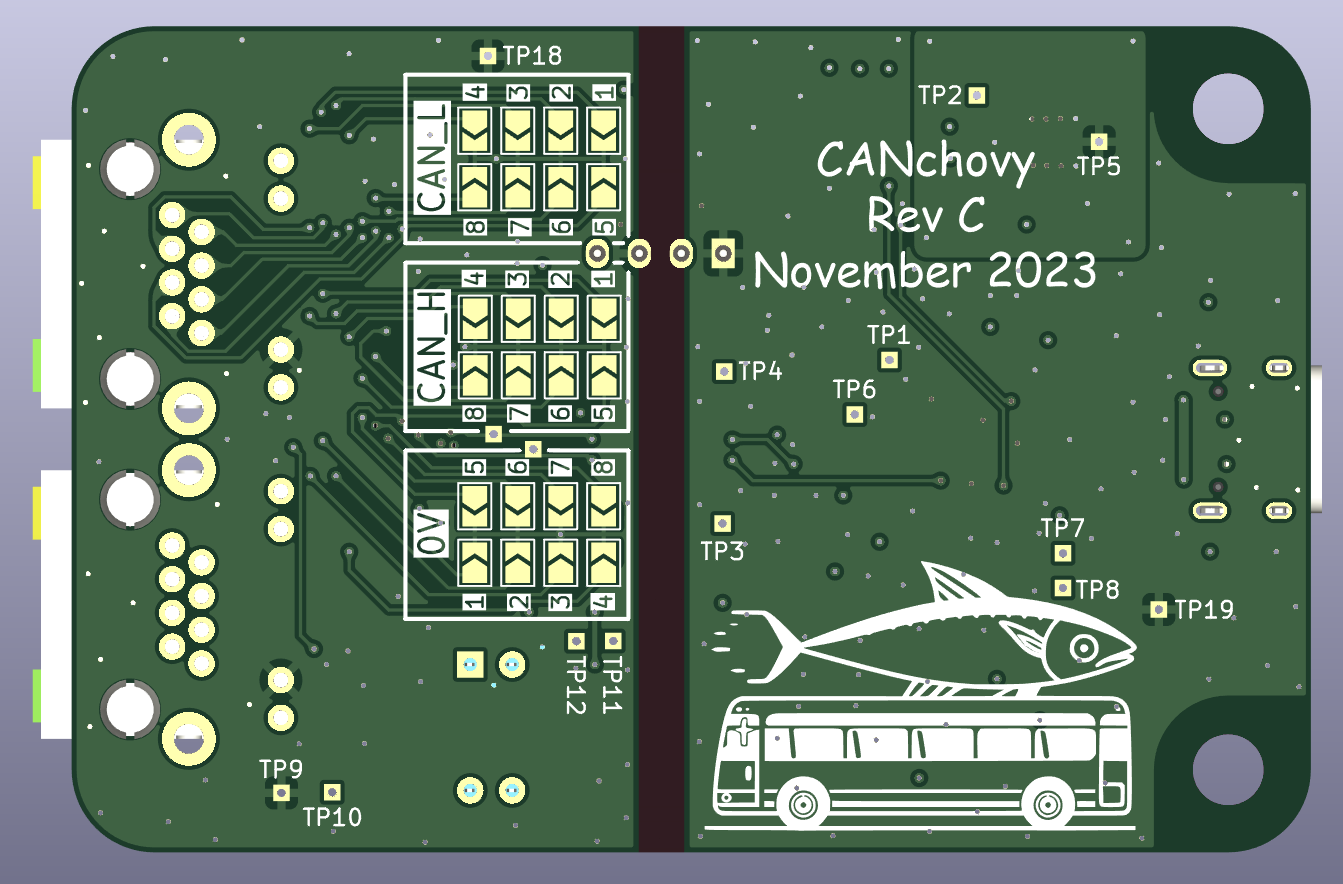 TP18
4 3 2 1
CAN_L
8 7 6 5
4 3 2 1
CAN_H
8 7 6 5
5 6 7 8
0V
1 2 3 4
TP12
TP11
TP9
TP10
TP2
TP5
CANchovy
Rev C
November 2023
TP1
TP4
TP6
TP3
TP7
TP8
TP19